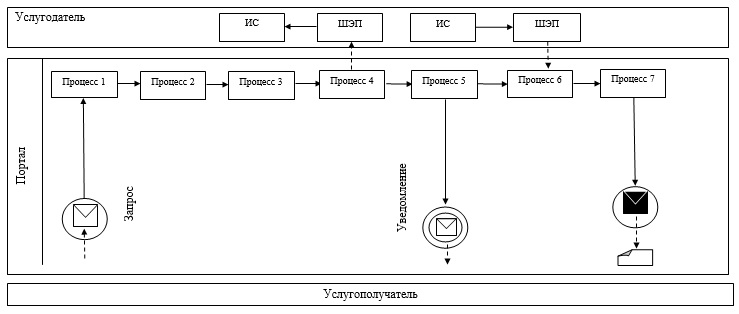 Услугодатель
ИС
ШЭП
ИС
ШЭП
Процесс 1
Процесс 2
Процесс 3
Процесс 4
Процесс 5
Процесс 6
Процесс 7
Портал
Запрос
Уведомление
Услугополучатель